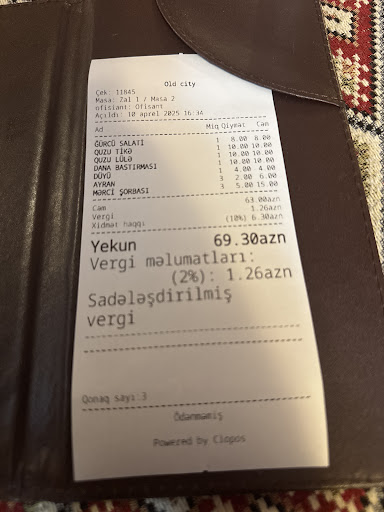 Old city
Çek: 11845
Masa: Zal 1 / Masa 2
ofisiant: Ofisant
Açıldı: 10 aprel 2025 16:34
Ad Miq Qiymət Cəm
GÜRCÜ SALATİ 1 8.00 8.00
QUZU TİKƏ 1 10.00 10.00
QUZU LÜLƏ 1 10.00 10.00
DANA BASTIRMASI 1 10.00 10.00
DÜYÜ 1 4.00 4.00
AYRAN 3 2.00 6.00
MƏRCİ ŞORBASI 3 5.00 15.00
Cəm 63.00azn
Vergi 1.26azn
Xidmət haqqı (10%) 6.30azn
Yekun 69.30azn
Vergi məlumatları:
(2%): 1.26azn
Sadələşdirilmiş
vergi
Qonaq sayı:3
Ödənməmiş
Powered by Clopos